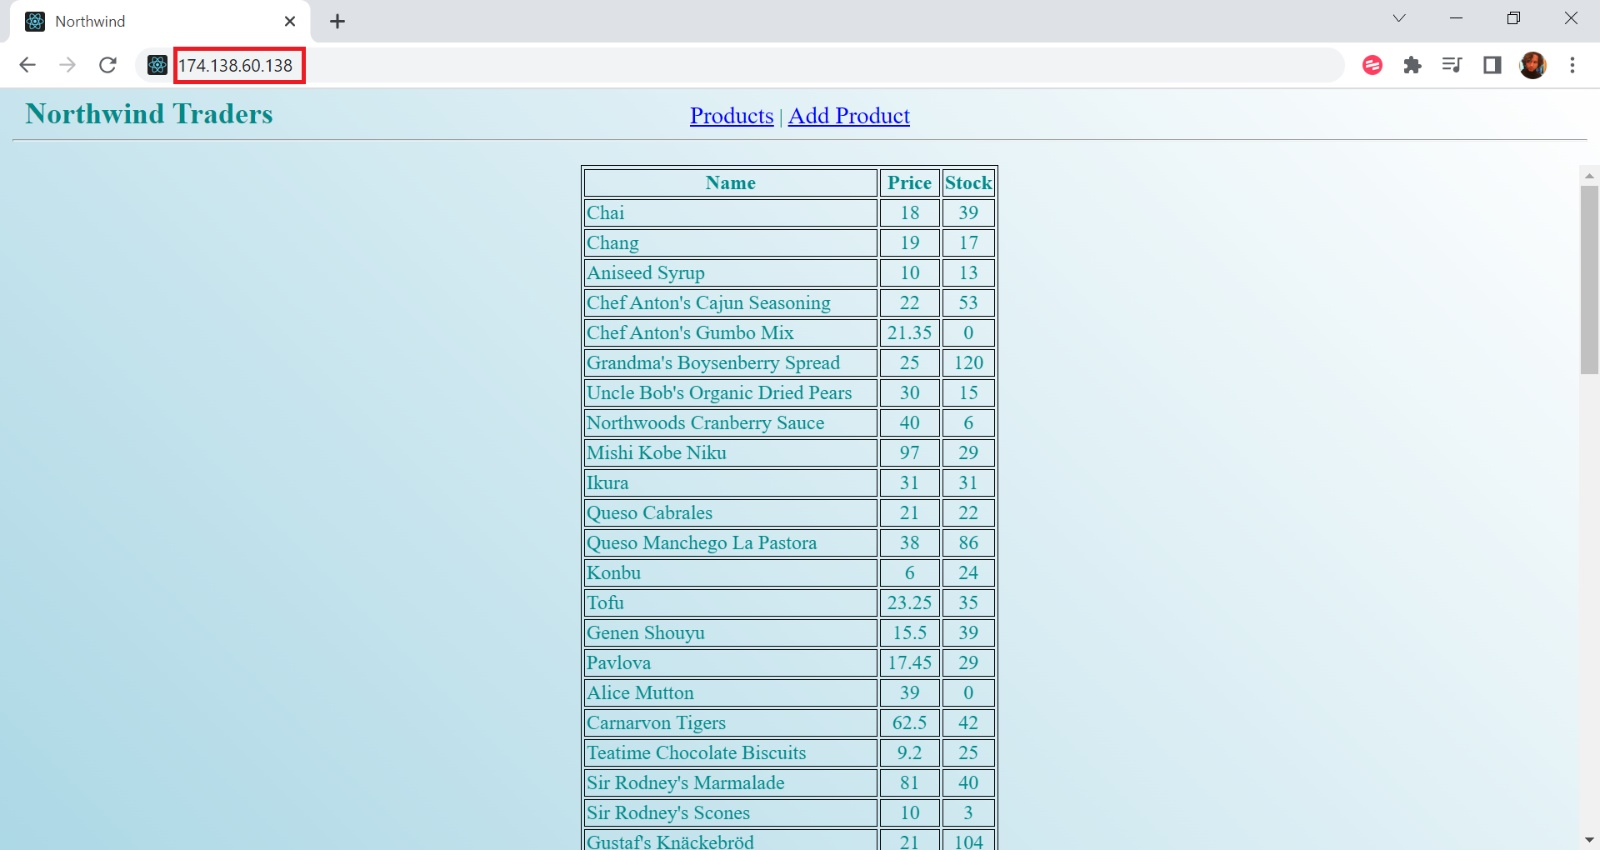 Northwind
174.138.60.138
Northwind Traders
Products | Add Product
Name Price Stock
Chai 18 39
Chang 19 17
Aniseed Syrup 10 13
Chef Anton's Cajun Seasoning 22 53
Chef Anton's Gumbo Mix 21.35 0
Grandma's Boysenberry Spread 25 120
Uncle Bob's Organic Dried Pears 30 15
Northwoods Cranberry Sauce 40 6
Mishi Kobe Niku 97 29
Ikura 31 31
Queso Cabrales 21 22
Queso Manchego La Pastora 38 86
Konbu 6 24
Tofu 23.25 35
Genen Shouyu 15.5 39
Pavlova 17.45 29
Alice Mutton 39 0
Carnarvon Tigers 62.5 42
Teatime Chocolate Biscuits 9.2 25
Sir Rodney's Marmalade 81 40
Sir Rodney's Scones 10 3
Gustaf's Knäckebröd 21 104